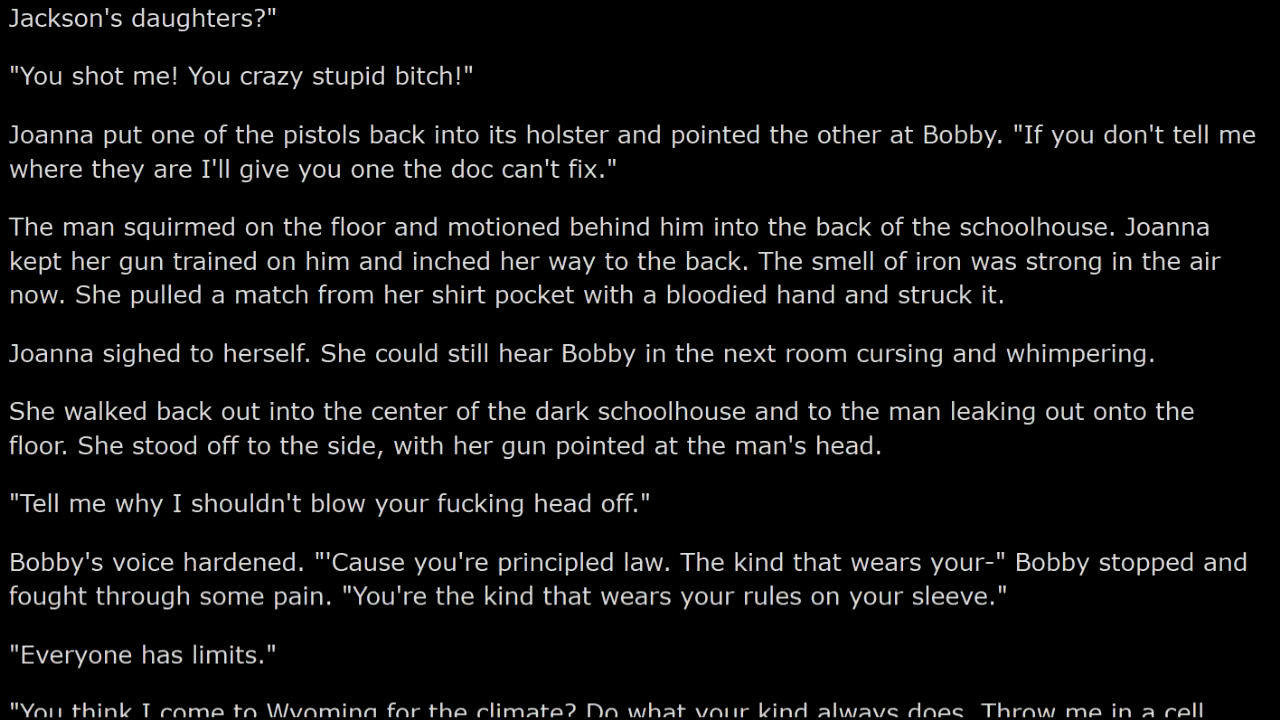 Jackson's daughters?"
"You shot me! You crazy stupid bitch!"
Joanna put one of the pistols back into its holster and pointed the other at Bobby. "If you don't tell me
where they are I'll give you one the doc can't fix."
The man squirmed on the floor and motioned behind him into the back of the schoolhouse. Joanna
kept her gun trained on him and inched her way to the back. The smell of iron was strong in the air
now. She pulled a match from her shirt pocket with a bloodied hand and struck it.
Joanna sighed to herself. She could still hear Bobby in the next room cursing and whimpering.
She walked back out into the center of the dark schoolhouse and to the man leaking out onto the
floor. She stood off to the side, with her gun pointed at the man's head.
"Tell me why I shouldn't blow your fucking head off."
Bobby's voice hardened. "'Cause you're principled law. The kind that wears your-" Bobby stopped and
fought through some pain. "You're the kind that wears your rules on your sleeve."
"Everyone has limits."
"You think I come to Wyoming for the climate? Do what your kind always does. Throw me in a cell